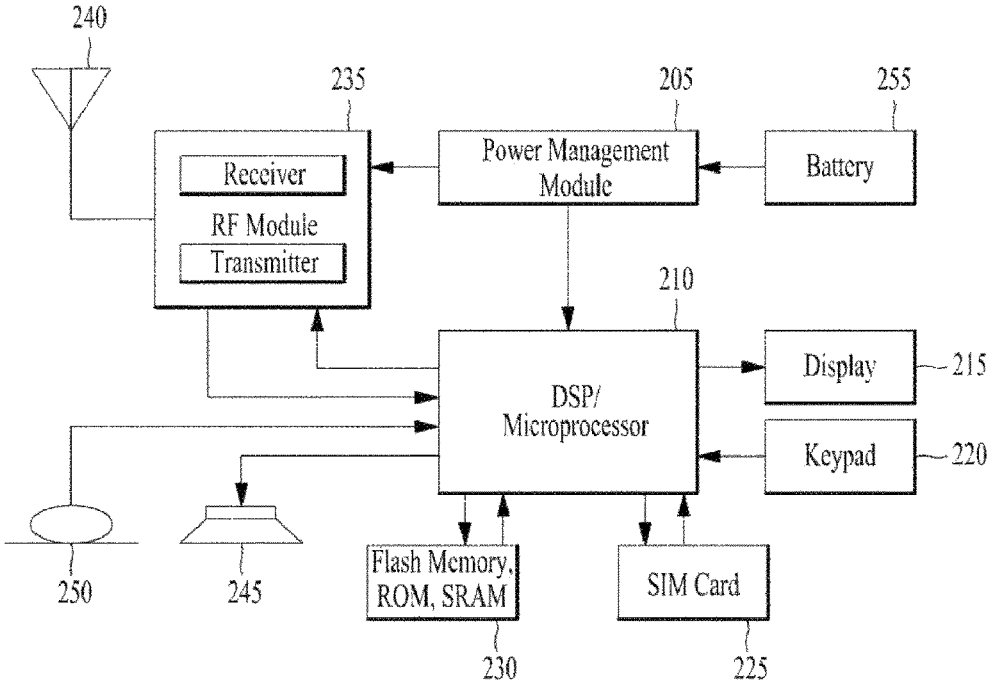 240
235
205
255
Receiver
RF Module
Transmitter
Power Management
Module
Battery
210
DSP/
Microprocessor
Display
215
Keypad
220
250
245
Flash Memory,
ROM, SRAM
SIM Card
230
225